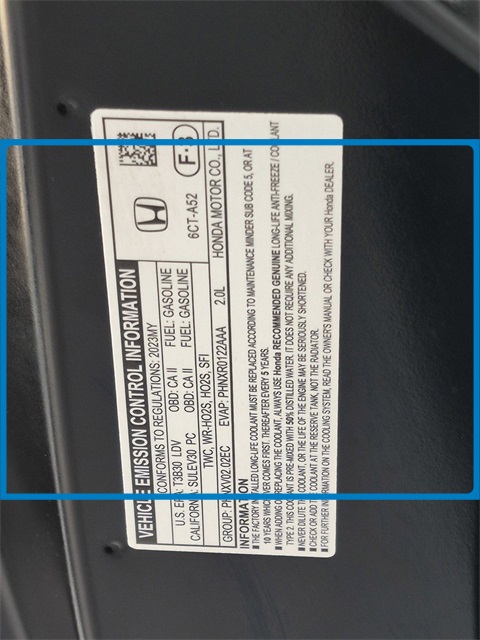 VEHICLE EMISSION CONTROL INFORMATION
CONFORMS TO REGULATIONS: 2023MY
U.S. EPA: T3B30 LDV OBD: CA II FUEL: GASOLINE
CALIFORNIA: SULEV30 PC OBD: CA II FUEL: GASOLINE
TWC, WR-HO2S, HO2S, SFI
6CT-A52
F-3
GROUP: PHNXV02.02EC EVAP: PHNXR0122AAA 2.0L HONDA MOTOR CO., LTD.
INFORMATION
■ THE FACTORY INSTALLED LONG-LIFE COOLANT MUST BE REPLACED ACCORDING TO MAINTENANCE MINDER SUB CODE 5, OR AT
10 YEARS WHICHEVER COMES FIRST. THEREAFTER EVERY 5 YEARS.
■ WHEN ADDING OR REPLACING THE COOLANT, ALWAYS USE Honda RECOMMENDED GENUINE LONG-LIFE ANTI-FREEZE / COOLANT
TYPE 2. THIS COOLANT IS PRE-MIXED WITH 50% DISTILLED WATER. IT DOES NOT REQUIRE ANY ADDITIONAL MIXING.
■ NEVER DILUTE THE COOLANT, OR THE LIFE OF THE ENGINE MAY BE SERIOUSLY SHORTENED.
■ CHECK OR ADD THE COOLANT AT THE RESERVE TANK, NOT THE RADIATOR.
■ FOR FURTHER INFORMATION ON THE COOLING SYSTEM, READ THE OWNER'S MANUAL OR CHECK WITH YOUR Honda DEALER.